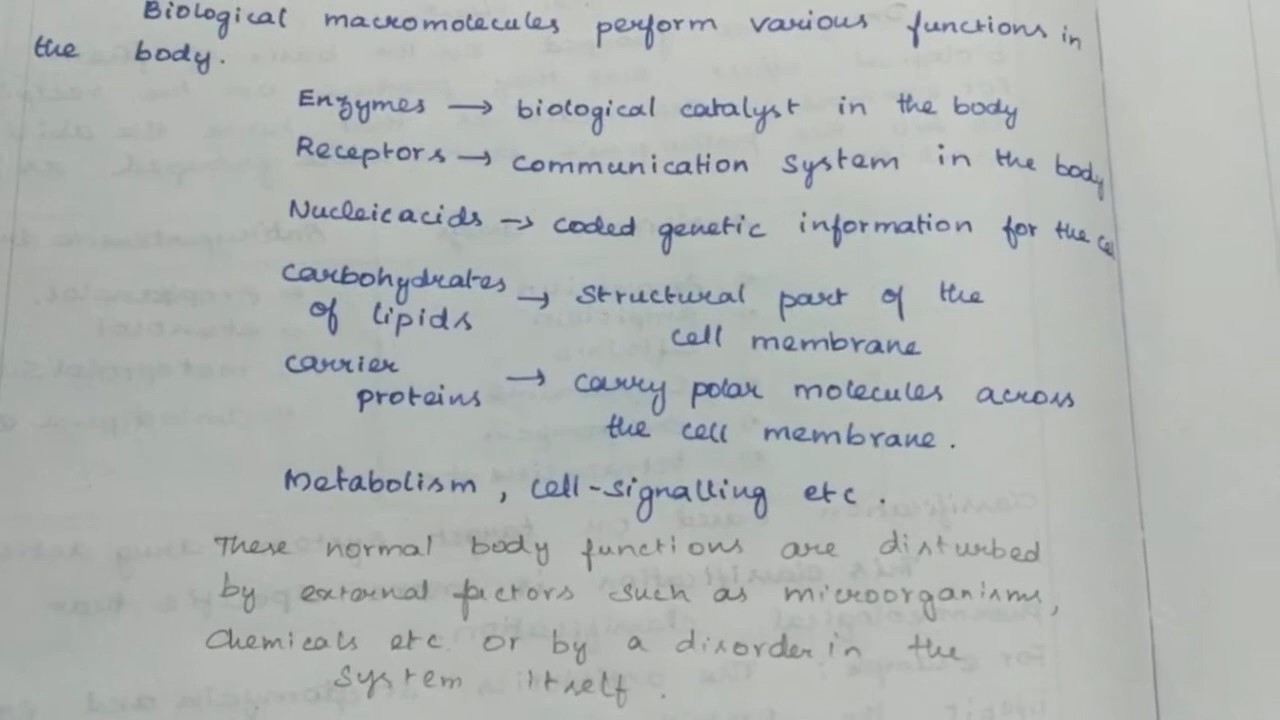 Biological macromolecules perform various functions in
the body.
Enzymes → biological catalyst in the body
Receptors → communication system in the body
Nucleic acids → coded genetic information for the cell
carbohydrates → structural part of the
of lipids
cell membrane
carrier
proteins → carry polar molecules across
the cell membrane.
Metabolism, cell-signalling etc.
These normal body functions are disturbed
by external factors such as microorganisms,
chemicals etc or by a disorder in the
system itself.